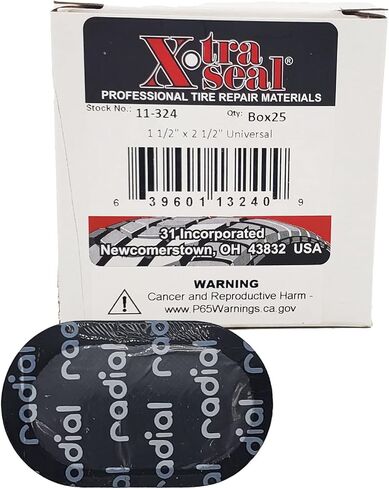 X·tra
seal®
PROFESSIONAL TIRE REPAIR MATERIALS
Stock No.: 11-324 Qty: Box25
1 1/2" x 2 1/2" Universal
6 39601 13240 9
31 Incorporated
Newcomerstown, OH 43832 USA
WARNING
Cancer and Reproductive Harm -
www.P65Warnings.ca.gov
radial radial radial radial radial